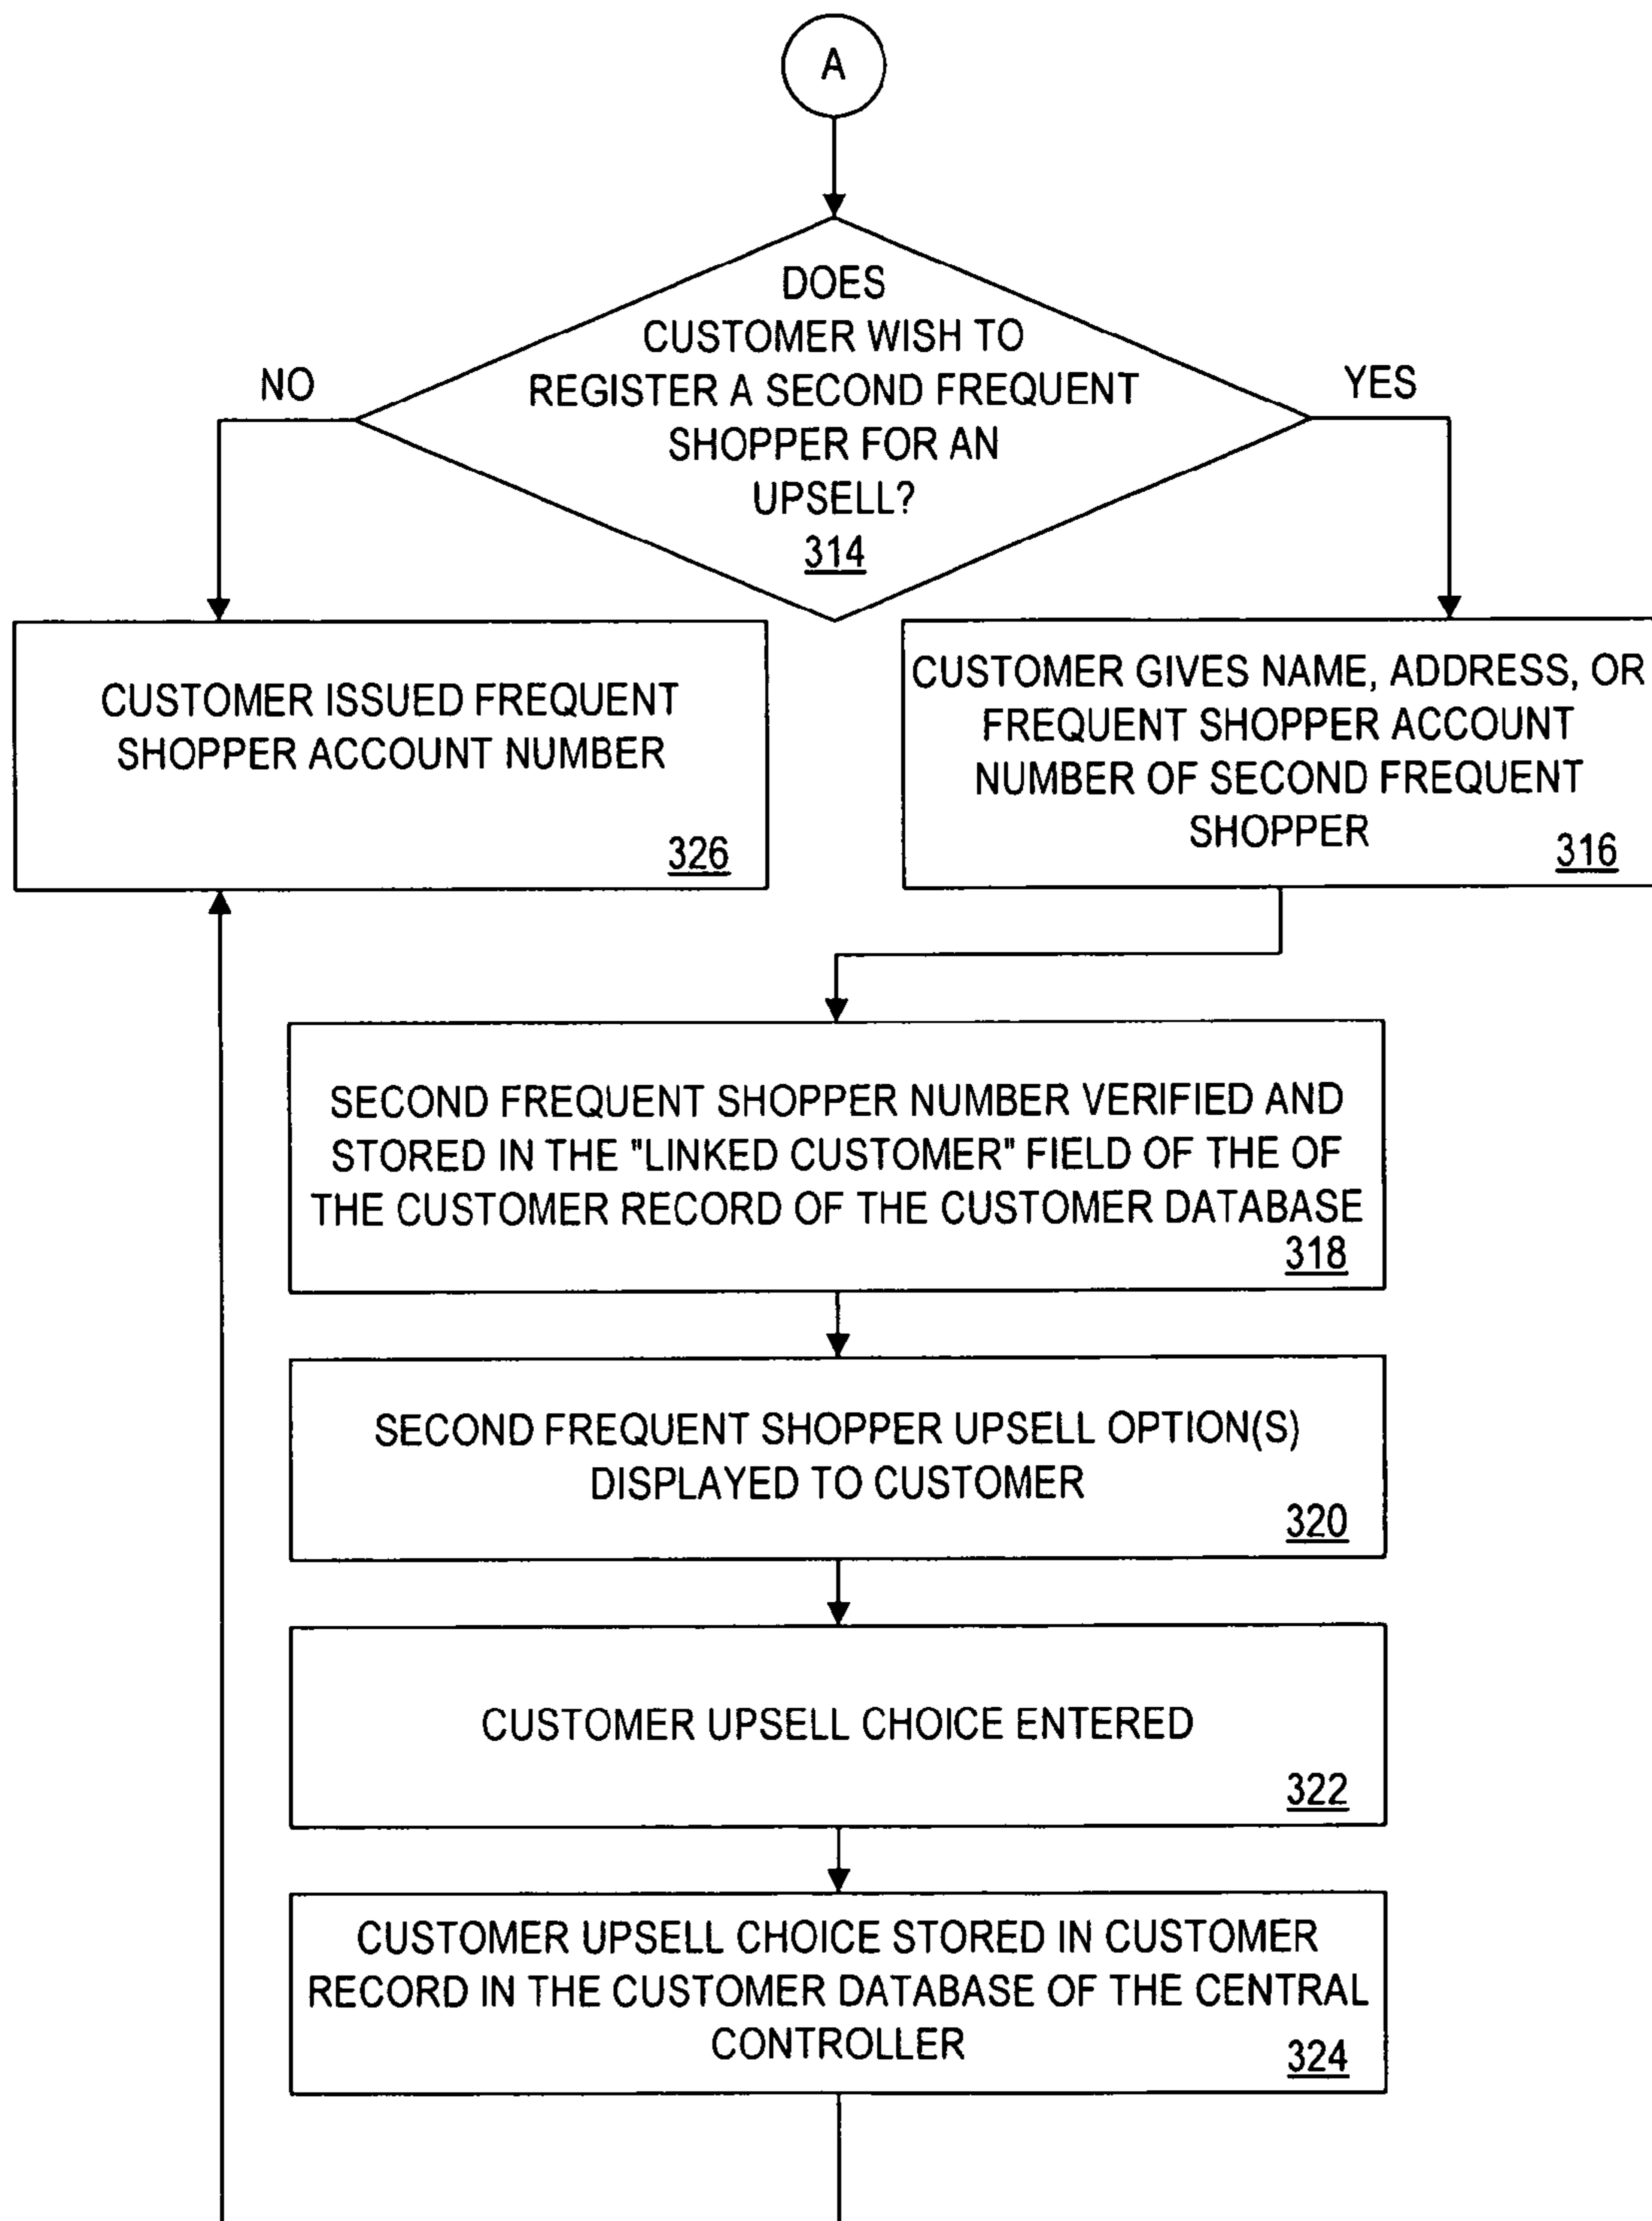 A
DOES
CUSTOMER WISH TO
REGISTER A SECOND FREQUENT
SHOPPER FOR AN
UPSELL?
314
NO
YES
CUSTOMER ISSUED FREQUENT
SHOPPER ACCOUNT NUMBER
326
CUSTOMER GIVES NAME, ADDRESS, OR
FREQUENT SHOPPER ACCOUNT
NUMBER OF SECOND FREQUENT
SHOPPER
316
SECOND FREQUENT SHOPPER NUMBER VERIFIED AND
STORED IN THE "LINKED CUSTOMER" FIELD OF THE OF
THE CUSTOMER RECORD OF THE CUSTOMER DATABASE
318
SECOND FREQUENT SHOPPER UPSELL OPTION(S)
DISPLAYED TO CUSTOMER
320
CUSTOMER UPSELL CHOICE ENTERED
322
CUSTOMER UPSELL CHOICE STORED IN CUSTOMER
RECORD IN THE CUSTOMER DATABASE OF THE CENTRAL
CONTROLLER
324